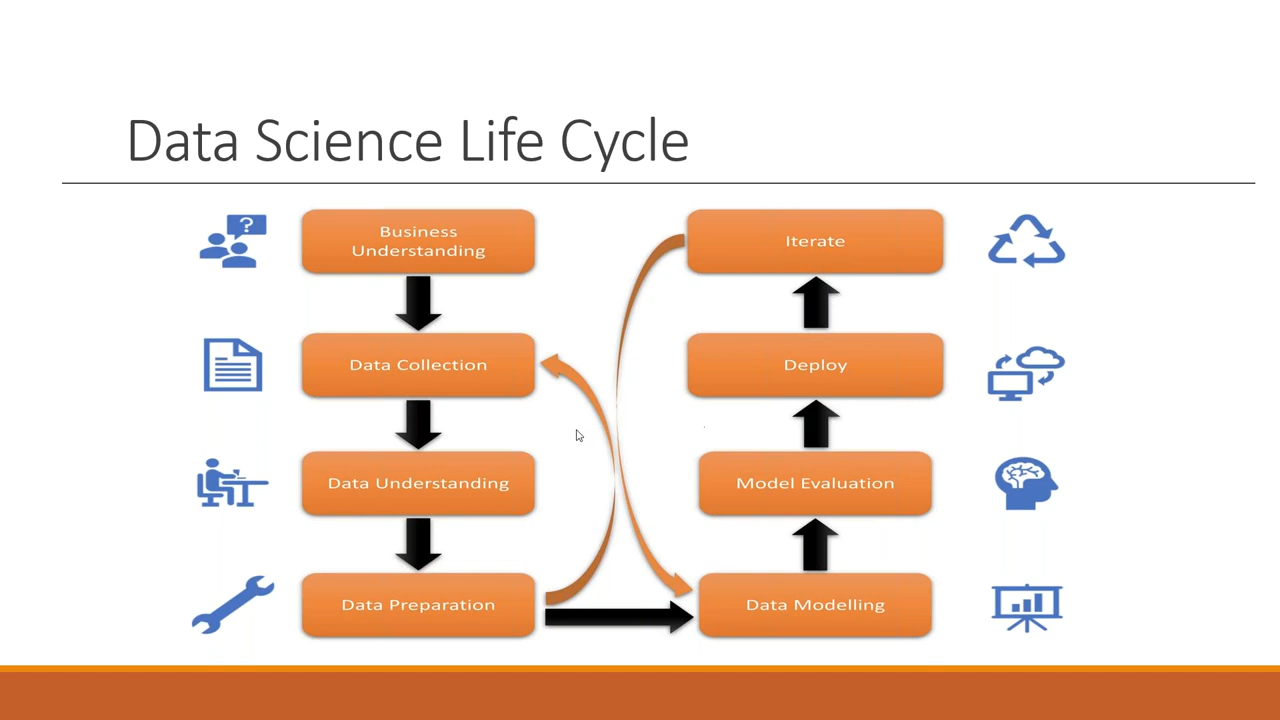 Data Science Life Cycle
Business
Understanding
Data Collection
Data Understanding
Data Preparation
Iterate
Deploy
Model Evaluation
Data Modelling
?